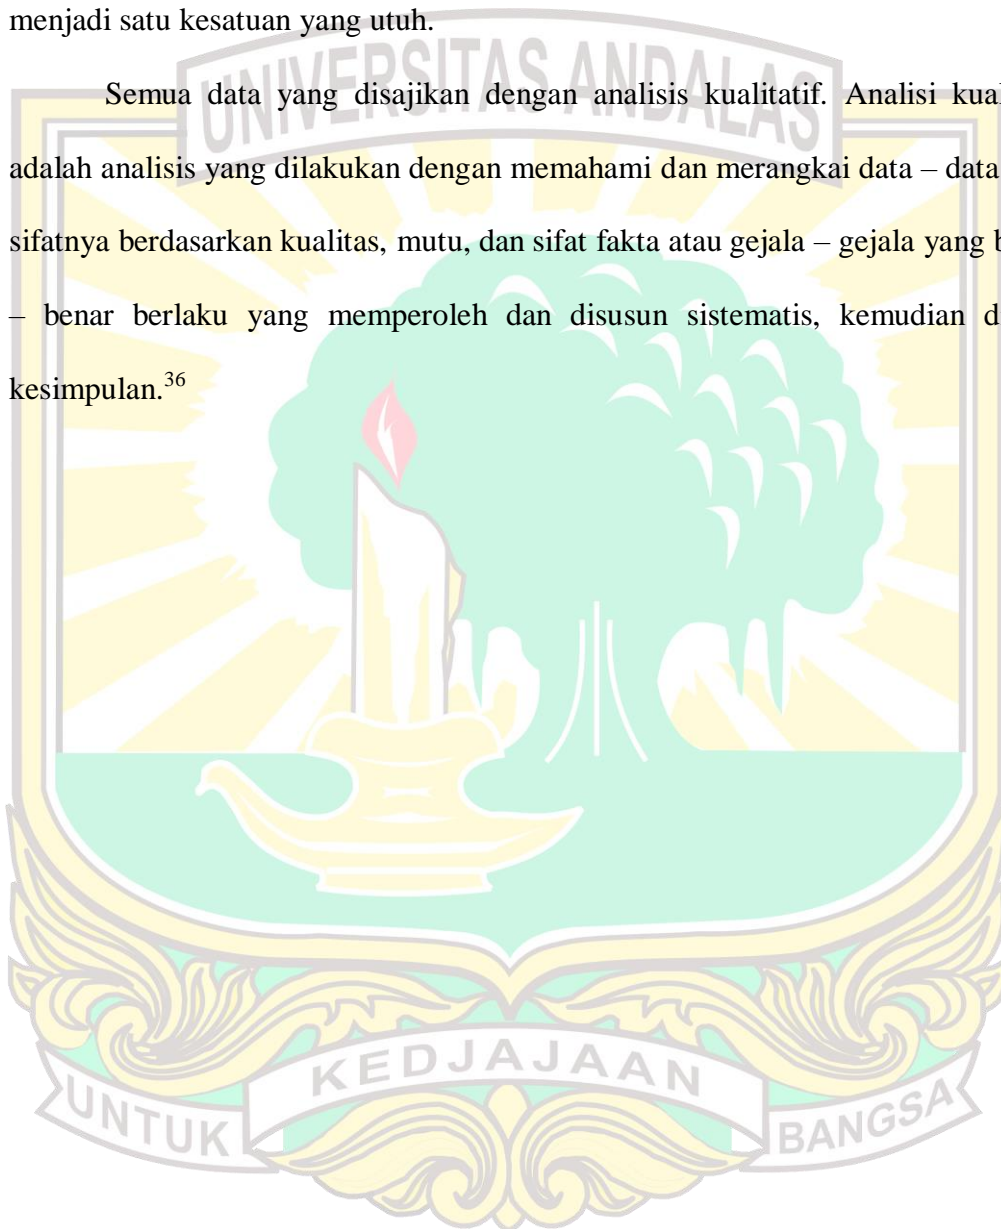 menjadi satu kesatuan yang utuh.
UNIVERSITAS ANDALAS
Semua data yang disajikan dengan analisis kualitatif. Analisi
adalah analisis yang dilakukan dengan memahami dan merangkai data – data
sifatnya berdasarkan kualitas, mutu, dan sifat fakta atau gejala – gejala yang
– benar berlaku yang memperoleh dan disusun sistematis, kemudian
kesimpulan.36
UNTUK KEDJAJAAN BANGSA